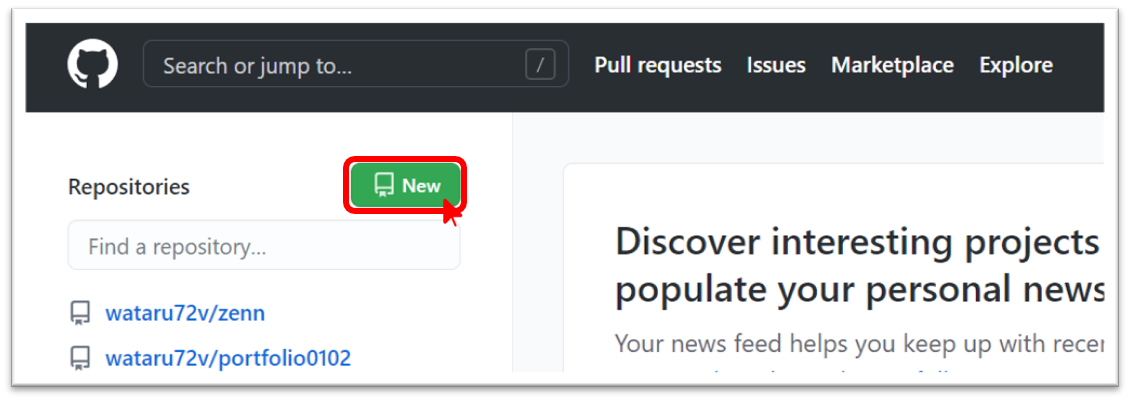 Search or jump to...
/
Pull requests
Issues
Marketplace
Explore
Repositories
New
Find a repository...
wataru72v/zenn
wataru72v/portfolio0102
Discover interesting projects
populate your personal news
Your news feed helps you keep up with recen